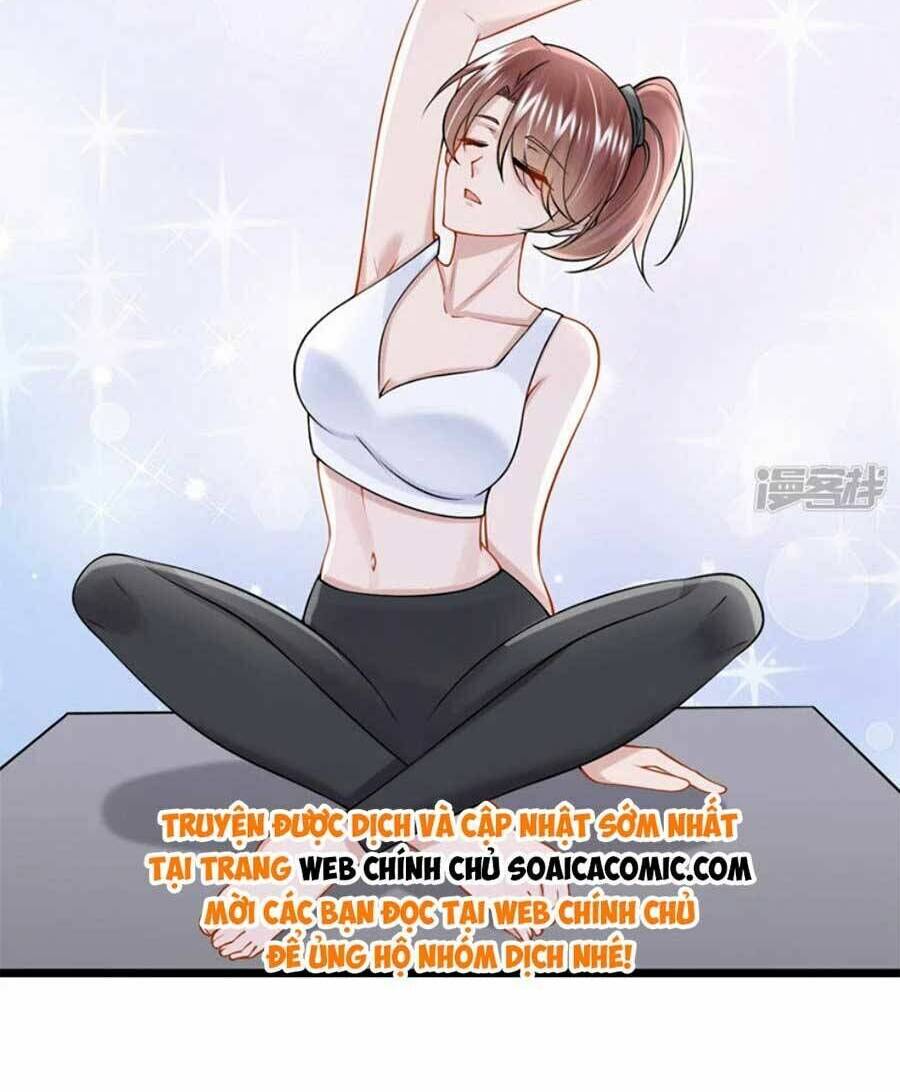 漫客栈
TRUYỆN ĐƯỢC DỊCH VÀ CẬP NHẬT SỚM NHẤT
TẠI TRANG WEB CHÍNH CHỦ SOAICACOMIC.COM
MỜI CÁC BẠN ĐỌC TẠI WEB CHÍNH CHỦ
ĐỂ ỦNG HỘ NHÓM DỊCH NHÉ!